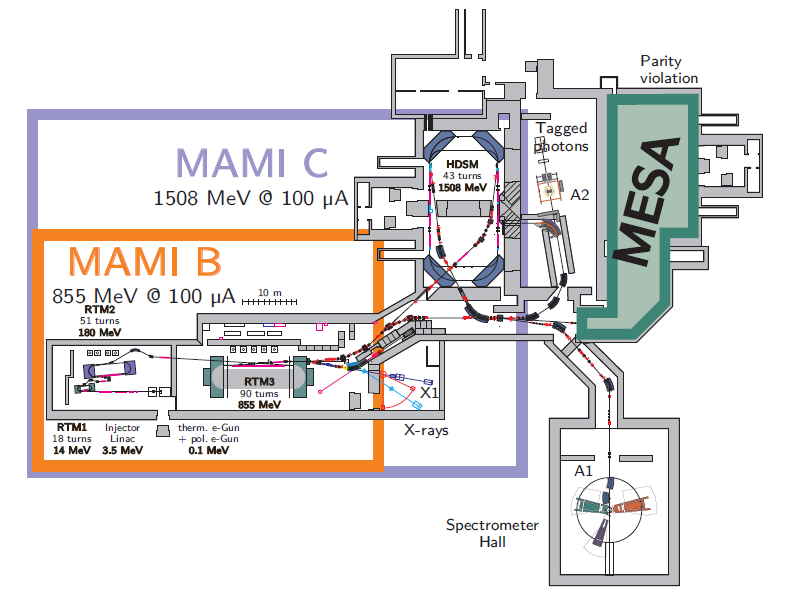 Parity
violation
MAMI C
1508 MeV @ 100 μA
Tagged
photons
HDSM
43 turns
1508 MeV
A2
MESA
MAMI B
855 MeV @ 100 μA
10 m
RTM2
51 turns
180 MeV
RTM3
90 turns
855 MeV
X1
X-rays
RTM1
18 turns
14 MeV
Injector
Linac
3.5 MeV
therm. e-Gun
+ pol. e-Gun
0.1 MeV
A1
Spectrometer
Hall